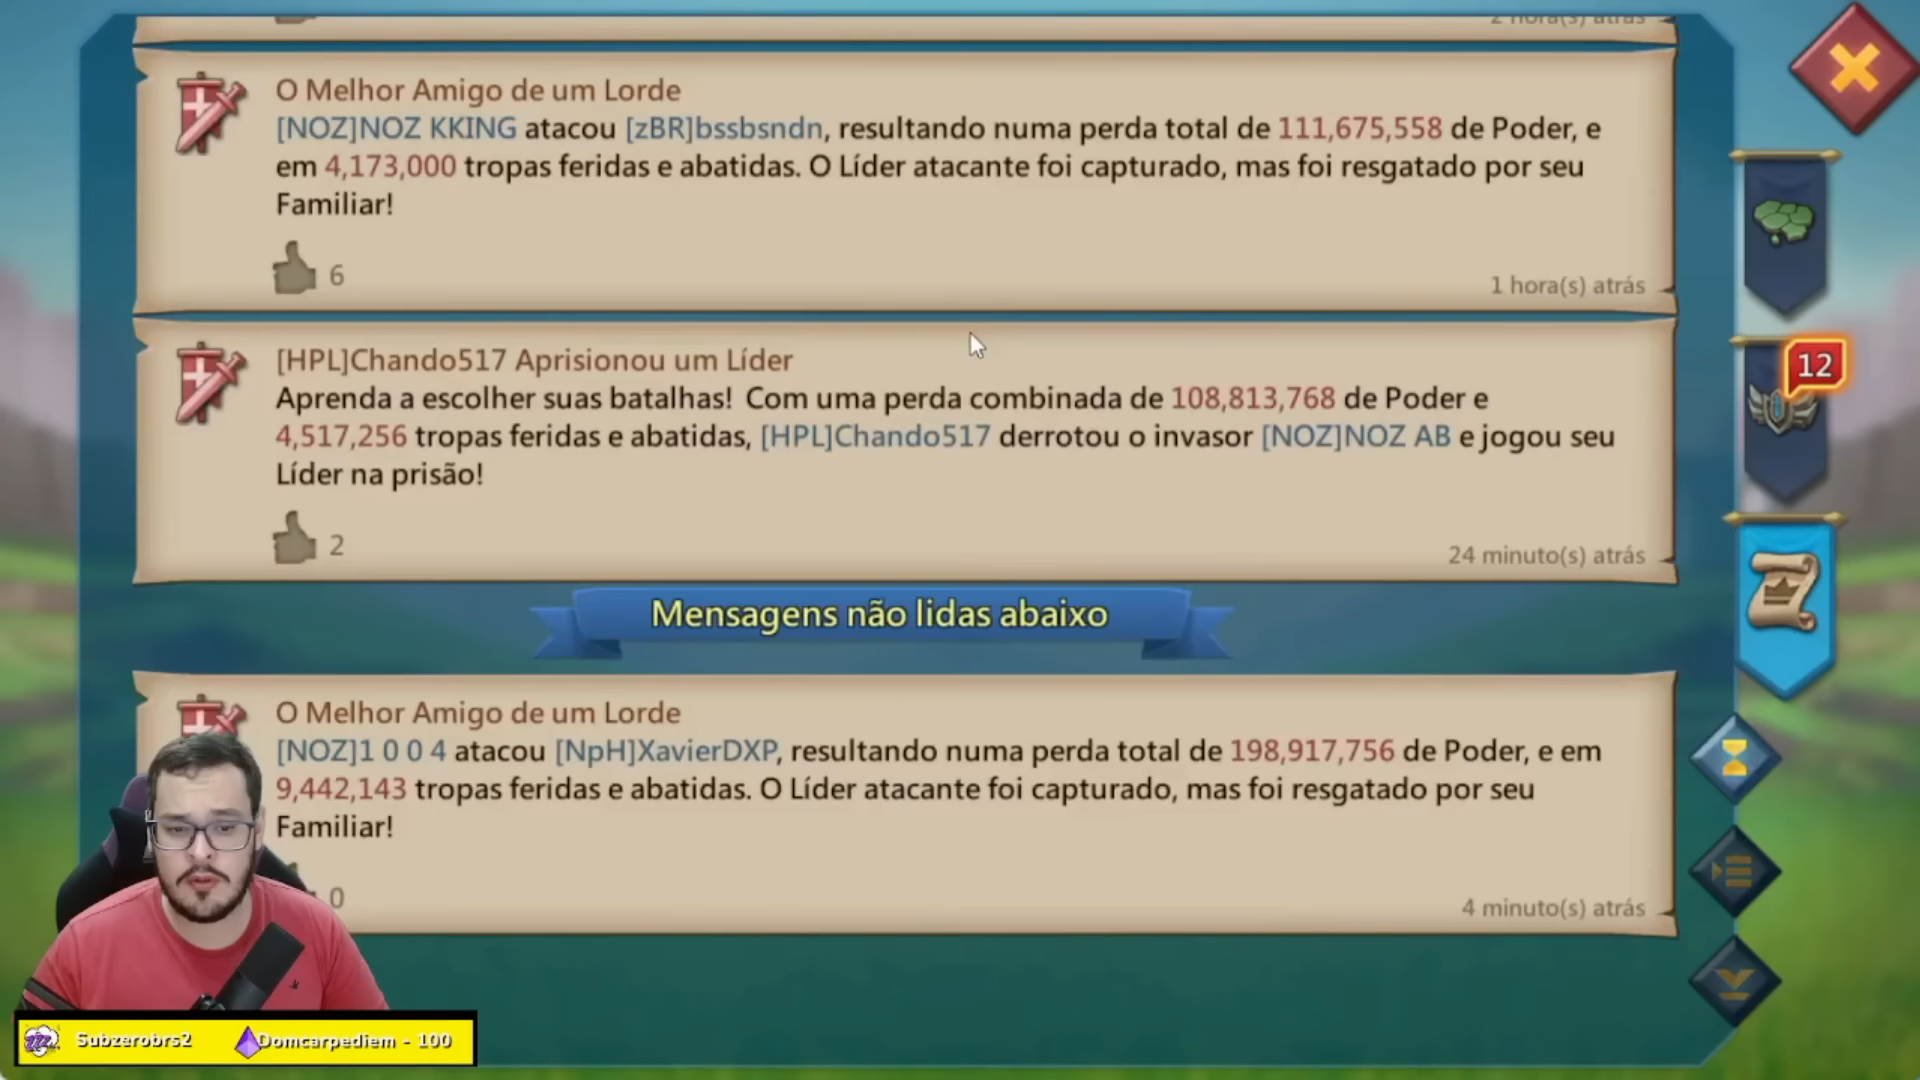 2 hora(s) atrás
O Melhor Amigo de um Lorde
[NOZ]NOZ KKING atacou [zBR]bssbsndn, resultando numa perda total de 111,675,558 de Poder, e
em 4,173,000 tropas feridas e abatidas. O Líder atacante foi capturado, mas foi resgatado por seu
Familiar!
6
1 hora(s) atrás
[HPL]Chando517 Aprisionou um Líder
Aprenda a escolher suas batalhas! Com uma perda combinada de 108,813,768 de Poder e
4,517,256 tropas feridas e abatidas, [HPL]Chando517 derrotou o invasor [NOZ]NOZ AB e jogou seu
Líder na prisão!
2
24 minuto(s) atrás
12
Mensagens não lidas abaixo
O Melhor Amigo de um Lorde
[NOZ]1 0 0 4 atacou [NpH]XavierDXP, resultando numa perda total de 198,917,756 de Poder, e em
9,442,143 tropas feridas e abatidas. O Líder atacante foi capturado, mas foi resgatado por seu
Familiar!
0
4 minuto(s) atrás
Subzerobrs2
Domcarpediem - 100